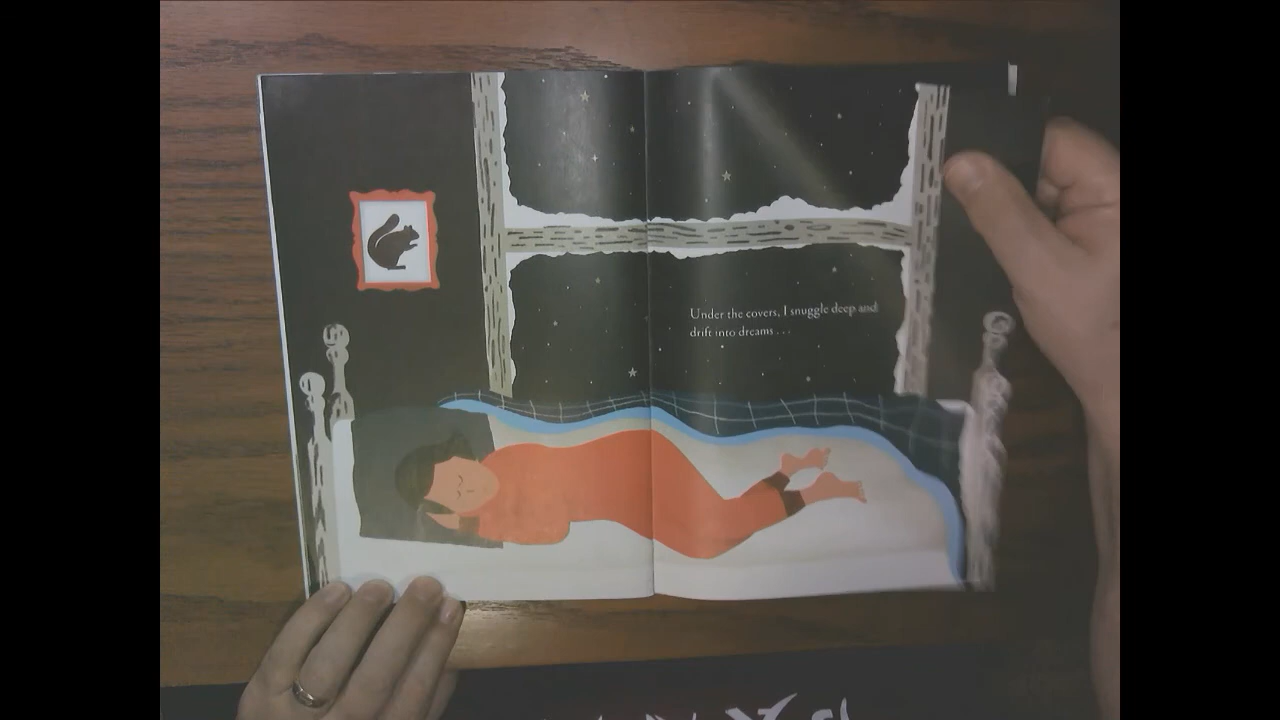 Under the covers, I snuggle deep and
drift into dreams . . .